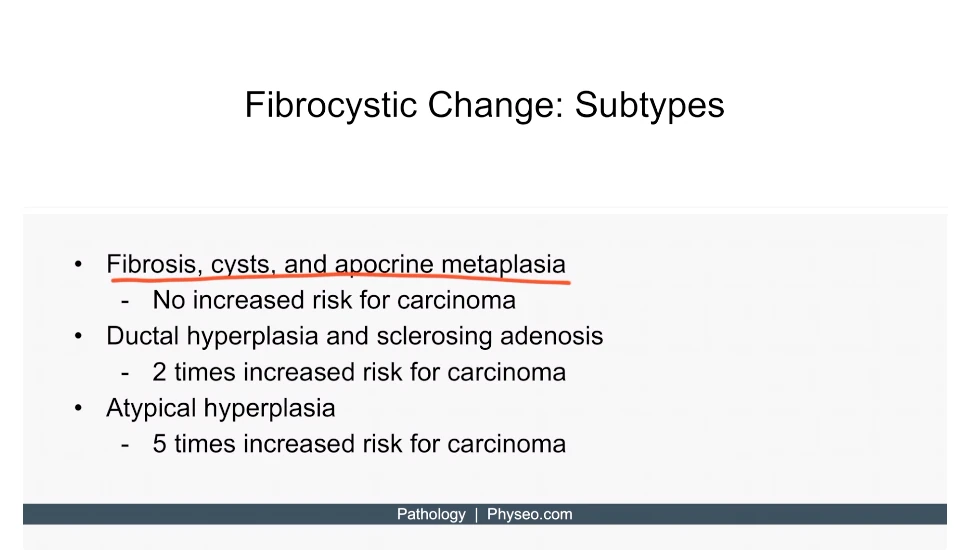 Fibrocystic Change: Subtypes
• Fibrosis, cysts, and apocrine metaplasia
- No increased risk for carcinoma
• Ductal hyperplasia and sclerosing adenosis
- 2 times increased risk for carcinoma
• Atypical hyperplasia
- 5 times increased risk for carcinoma
Pathology | Physeo.com